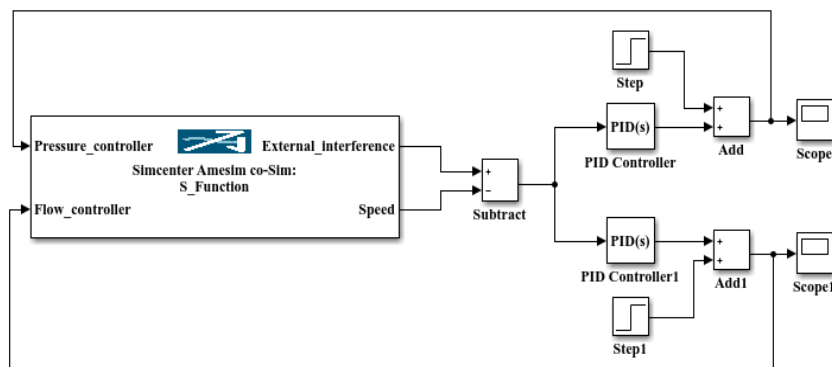 Step
Pressure_controller
External_interference
Simcenter Amesim co-Sim:
S_Function
Flow_controller
Speed
+
−
Subtract
PID(s)
PID Controller
+
+
Add
Scope
PID(s)
PID Controller1
+
+
Add1
Scope1
Step1